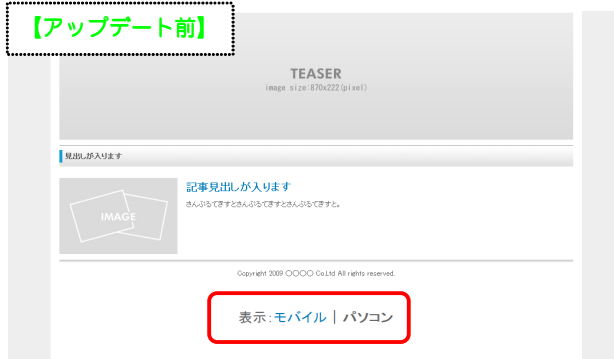 【アップデート前】
TEASER
image size:870x222(pixel)
見出しが入ります
IMAGE
記事見出しが入ります
さんぷるてきすとさんぷるてきすとさんぷるてきすと。
Copyright 2009 〇〇〇〇 Co.Ltd All rights reserved.
表示:モバイル | パソコン